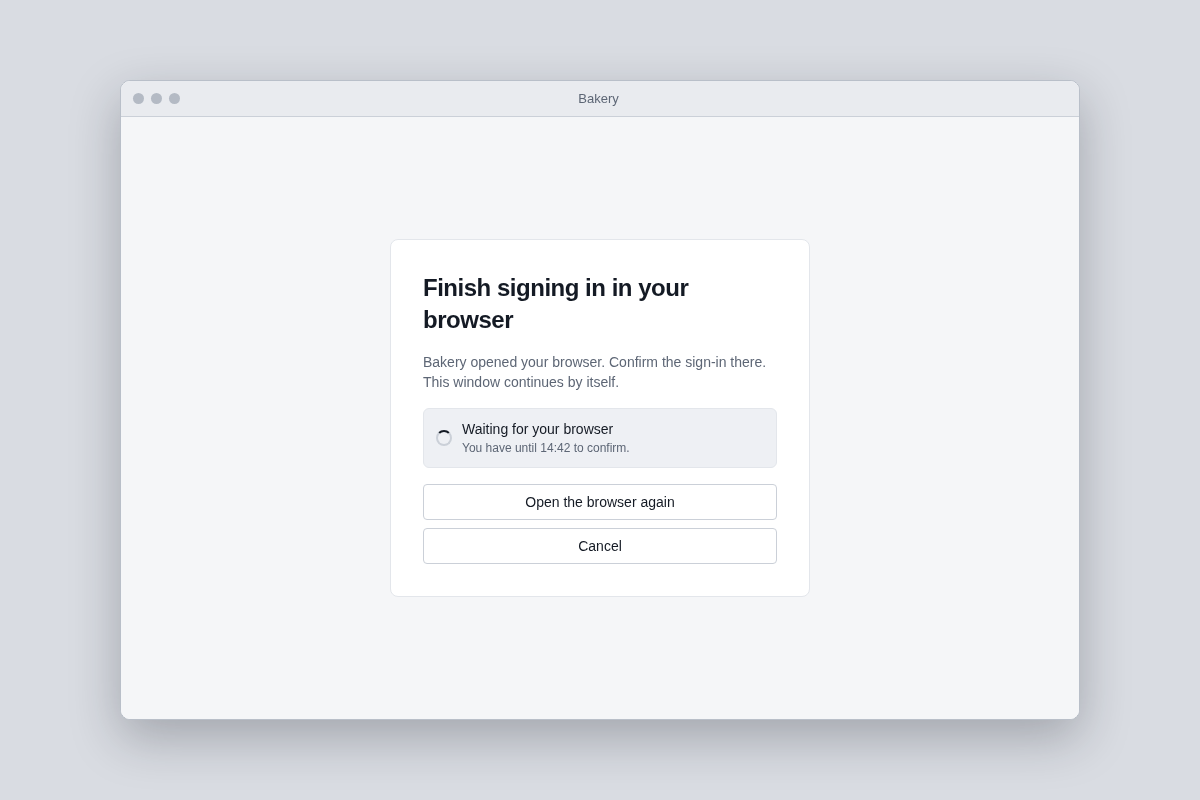 Bakery
Finish signing in in your
browser
Bakery opened your browser. Confirm the sign-in there.
This window continues by itself.
Waiting for your browser
You have until 14:42 to confirm.
Open the browser again
Cancel